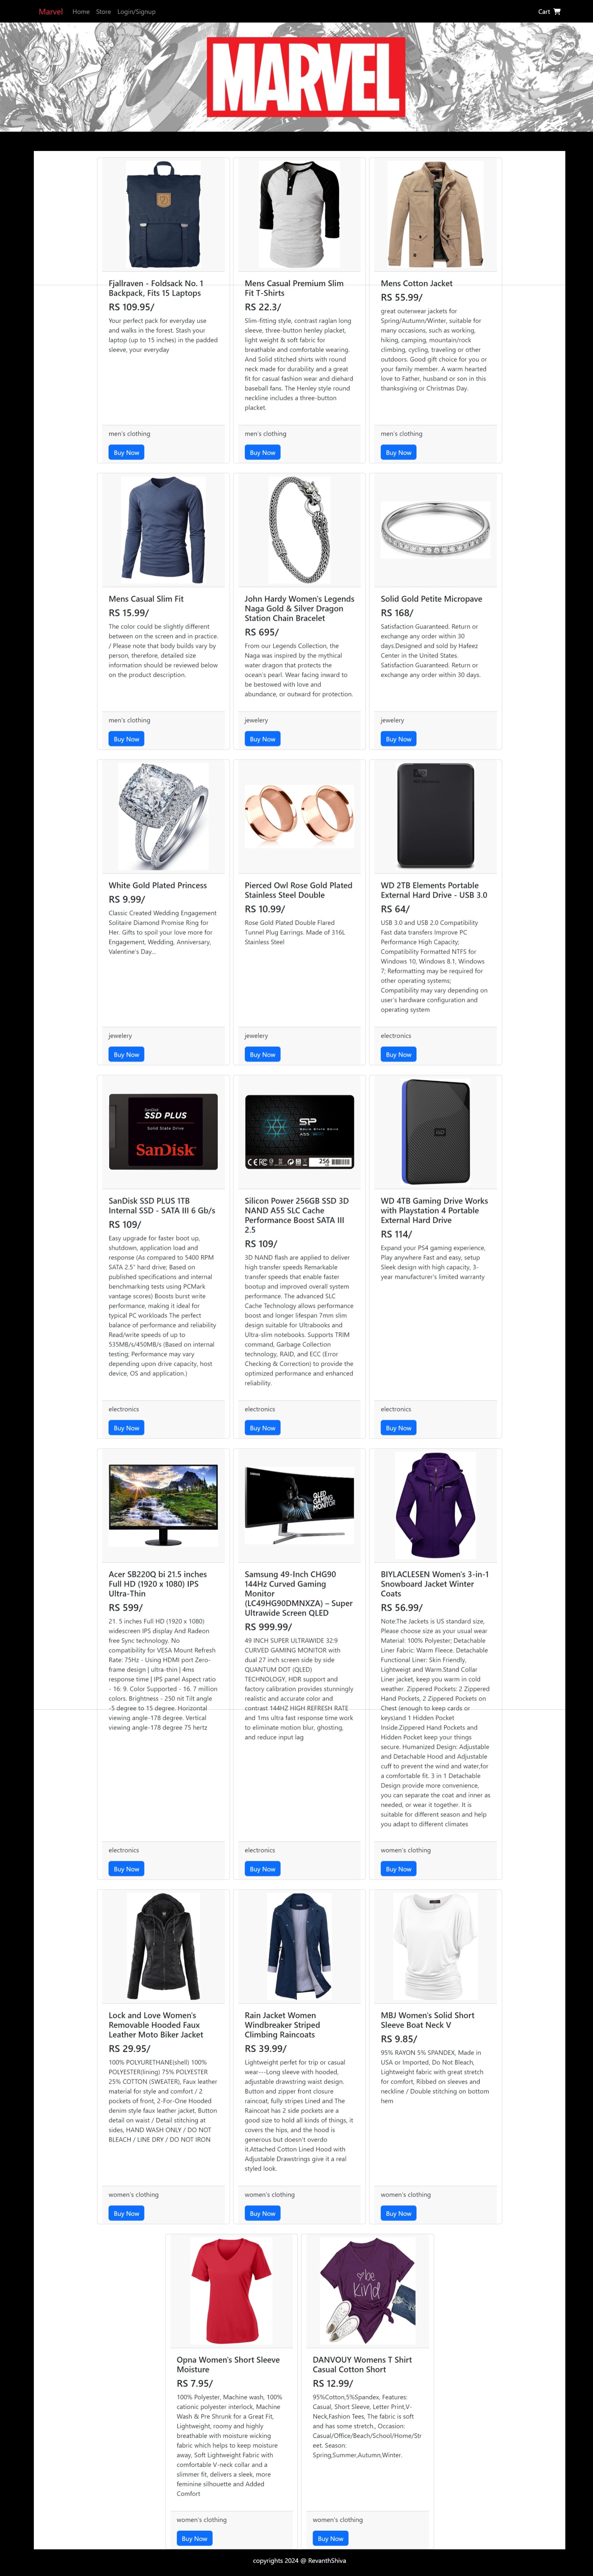 Marvel Home Store Login/Signup Cart
MARVEL
Fjallraven - Foldsack No. 1
Backpack, Fits 15 Laptops
RS 109.95/
Your perfect pack for everyday use
and walks in the forest. Stash your
laptop (up to 15 inches) in the padded
sleeve, your everyday
men's clothing
Buy Now
Mens Casual Premium Slim
Fit T-Shirts
RS 22.3/
Slim-fitting style, contrast raglan long
sleeve, three-button henley placket,
light weight & soft fabric for
breathable and comfortable wearing.
And Solid stitched shirts with round
neck made for durability and a great
fit for casual fashion wear and diehard
baseball fans. The Henley style round
neckline includes a three-button
placket.
men's clothing
Buy Now
Mens Cotton Jacket
RS 55.99/
great outerwear jackets for
Spring/Autumn/Winter, suitable for
many occasions, such as working,
hiking, camping, mountain/rock
climbing, cycling, traveling or other
outdoors. Good gift choice for you or
your family member. A warm hearted
love to Father, husband or son in this
thanksgiving or Christmas Day.
men's clothing
Buy Now
Mens Casual Slim Fit
RS 15.99/
The color could be slightly different
between on the screen and in practice.
/ Please note that body builds vary by
person, therefore, detailed size
information should be reviewed below
on the product description.
men's clothing
Buy Now
John Hardy Women's Legends
Naga Gold & Silver Dragon
Station Chain Bracelet
RS 695/
From our Legends Collection, the
Naga was inspired by the mythical
water dragon that protects the
ocean's pearl. Wear facing inward to
be bestowed with love and
abundance, or outward for protection.
jewelery
Buy Now
Solid Gold Petite Micropave
RS 168/
Satisfaction Guaranteed. Return or
exchange any order within 30
days.Designed and sold by Hafeez
Center in the United States.
Satisfaction Guaranteed. Return or
exchange any order within 30 days.
jewelery
Buy Now
White Gold Plated Princess
RS 9.99/
Classic Created Wedding Engagement
Solitaire Diamond Promise Ring for
Her. Gifts to spoil your love more for
Engagement, Wedding, Anniversary,
Valentine's Day...
jewelery
Buy Now
Pierced Owl Rose Gold Plated
Stainless Steel Double
RS 10.99/
Rose Gold Plated Double Flared
Tunnel Plug Earrings. Made of 316L
Stainless Steel
jewelery
Buy Now
WD 2TB Elements Portable
External Hard Drive - USB 3.0
RS 64/
USB 3.0 and USB 2.0 Compatibility
Fast data transfers Improve PC
Performance High Capacity;
Compatibility Formatted NTFS for
Windows 10, Windows 8.1, Windows
7; Reformatting may be required for
other operating systems;
Compatibility may vary depending on
user's hardware configuration and
operating system
electronics
Buy Now
SanDisk
SSD PLUS
Solid State Drive
SanDisk
SanDisk SSD PLUS 1TB
Internal SSD - SATA III 6 Gb/s
RS 109/
Easy upgrade for faster boot up,
shutdown, application load and
response (As compared to 5400 RPM
SATA 2.5" hard drive; Based on
published specifications and internal
benchmarking tests using PCMark
vantage scores) Boosts burst write
performance, making it ideal for
typical PC workloads The perfect
balance of performance and reliability
Read/write speeds of up to
535MB/s/450MB/s (Based on internal
testing; Performance may vary
depending upon drive capacity, host
device, OS and application.)
electronics
Buy Now
SP
A55
256
Silicon Power 256GB SSD 3D
NAND A55 SLC Cache
Performance Boost SATA III
2.5
RS 109/
3D NAND flash are applied to deliver
high transfer speeds Remarkable
transfer speeds that enable faster
bootup and improved overall system
performance. The advanced SLC
Cache Technology allows performance
boost and longer lifespan 7mm slim
design suitable for Ultrabooks and
Ultra-slim notebooks. Supports TRIM
command, Garbage Collection
technology, RAID, and ECC (Error
Checking & Correction) to provide the
optimized performance and enhanced
reliability.
electronics
Buy Now
WD
WD 4TB Gaming Drive Works
with Playstation 4 Portable
External Hard Drive
RS 114/
Expand your PS4 gaming experience,
Play anywhere Fast and easy, setup
Sleek design with high capacity, 3-
year manufacturer's limited warranty
electronics
Buy Now
Acer SB220Q bi 21.5 inches
Full HD (1920 x 1080) IPS
Ultra-Thin
RS 599/
21. 5 inches Full HD (1920 x 1080)
widescreen IPS display And Radeon
free Sync technology. No
compatibility for VESA Mount Refresh
Rate: 75Hz - Using HDMI port Zero-
frame design | ultra-thin | 4ms
response time | IPS panel Aspect ratio
- 16: 9. Color Supported - 16. 7 million
colors. Brightness - 250 nit Tilt angle
-5 degree to 15 degree. Horizontal
viewing angle-178 degree. Vertical
viewing angle-178 degree 75 hertz
electronics
Buy Now
SAMSUNG
QLED
GAMING
MONITOR
Samsung 49-Inch CHG90
144Hz Curved Gaming
Monitor
(LC49HG90DMNXZA) – Super
Ultrawide Screen QLED
RS 999.99/
49 INCH SUPER ULTRAWIDE 32:9
CURVED GAMING MONITOR with
dual 27 inch screen side by side
QUANTUM DOT (QLED)
TECHNOLOGY, HDR support and
factory calibration provides stunningly
realistic and accurate color and
contrast 144HZ HIGH REFRESH RATE
and 1ms ultra fast response time work
to eliminate motion blur, ghosting,
and reduce input lag
electronics
Buy Now
BIYLACLESEN Women's 3-in-1
Snowboard Jacket Winter
Coats
RS 56.99/
Note:The Jackets is US standard size,
Please choose size as your usual wear
Material: 100% Polyester; Detachable
Liner Fabric: Warm Fleece. Detachable
Functional Liner: Skin Friendly,
Lightweigt and Warm.Stand Collar
Liner jacket, keep you warm in cold
weather. Zippered Pockets: 2 Zippered
Hand Pockets, 2 Zippered Pockets on
Chest (enough to keep cards or
keys)and 1 Hidden Pocket
Inside.Zippered Hand Pockets and
Hidden Pocket keep your things
secure. Humanized Design: Adjustable
and Detachable Hood and Adjustable
cuff to prevent the wind and water,for
a comfortable fit. 3 in 1 Detachable
Design provide more convenience,
you can separate the coat and inner as
needed, or wear it together. It is
suitable for different season and help
you adapt to different climates
women's clothing
Buy Now
Lock and Love Women's
Removable Hooded Faux
Leather Moto Biker Jacket
RS 29.95/
100% POLYURETHANE(shell) 100%
POLYESTER(lining) 75% POLYESTER
25% COTTON (SWEATER), Faux leather
material for style and comfort / 2
pockets of front, 2-For-One Hooded
denim style faux leather jacket, Button
detail on waist / Detail stitching at
sides, HAND WASH ONLY / DO NOT
BLEACH / LINE DRY / DO NOT IRON
women's clothing
Buy Now
Rain Jacket Women
Windbreaker Striped
Climbing Raincoats
RS 39.99/
Lightweight perfet for trip or casual
wear---Long sleeve with hooded,
adjustable drawstring waist design.
Button and zipper front closure
raincoat, fully stripes Lined and The
Raincoat has 2 side pockets are a
good size to hold all kinds of things, it
covers the hips, and the hood is
generous but doesn't overdo
it.Attached Cotton Lined Hood with
Adjustable Drawstrings give it a real
styled look.
women's clothing
Buy Now
MBJ Women's Solid Short
Sleeve Boat Neck V
RS 9.85/
95% RAYON 5% SPANDEX, Made in
USA or Imported, Do Not Bleach,
Lightweight fabric with great stretch
for comfort, Ribbed on sleeves and
neckline / Double stitching on bottom
hem
women's clothing
Buy Now
Opna Women's Short Sleeve
Moisture
RS 7.95/
100% Polyester, Machine wash, 100%
cationic polyester interlock, Machine
Wash & Pre Shrunk for a Great Fit,
Lightweight, roomy and highly
breathable with moisture wicking
fabric which helps to keep moisture
away, Soft Lightweight Fabric with
comfortable V-neck collar and a
slimmer fit, delivers a sleek, more
feminine silhouette and Added
Comfort
women's clothing
Buy Now
be
kind
DANVOUY Womens T Shirt
Casual Cotton Short
RS 12.99/
95%Cotton,5%Spandex, Features:
Casual, Short Sleeve, Letter Print,V-
Neck,Fashion Tees, The fabric is soft
and has some stretch., Occasion:
Casual/Office/Beach/School/Home/Str
eet. Season:
Spring,Summer,Autumn,Winter.
women's clothing
Buy Now
copyrights 2024 @ RevanthShiva